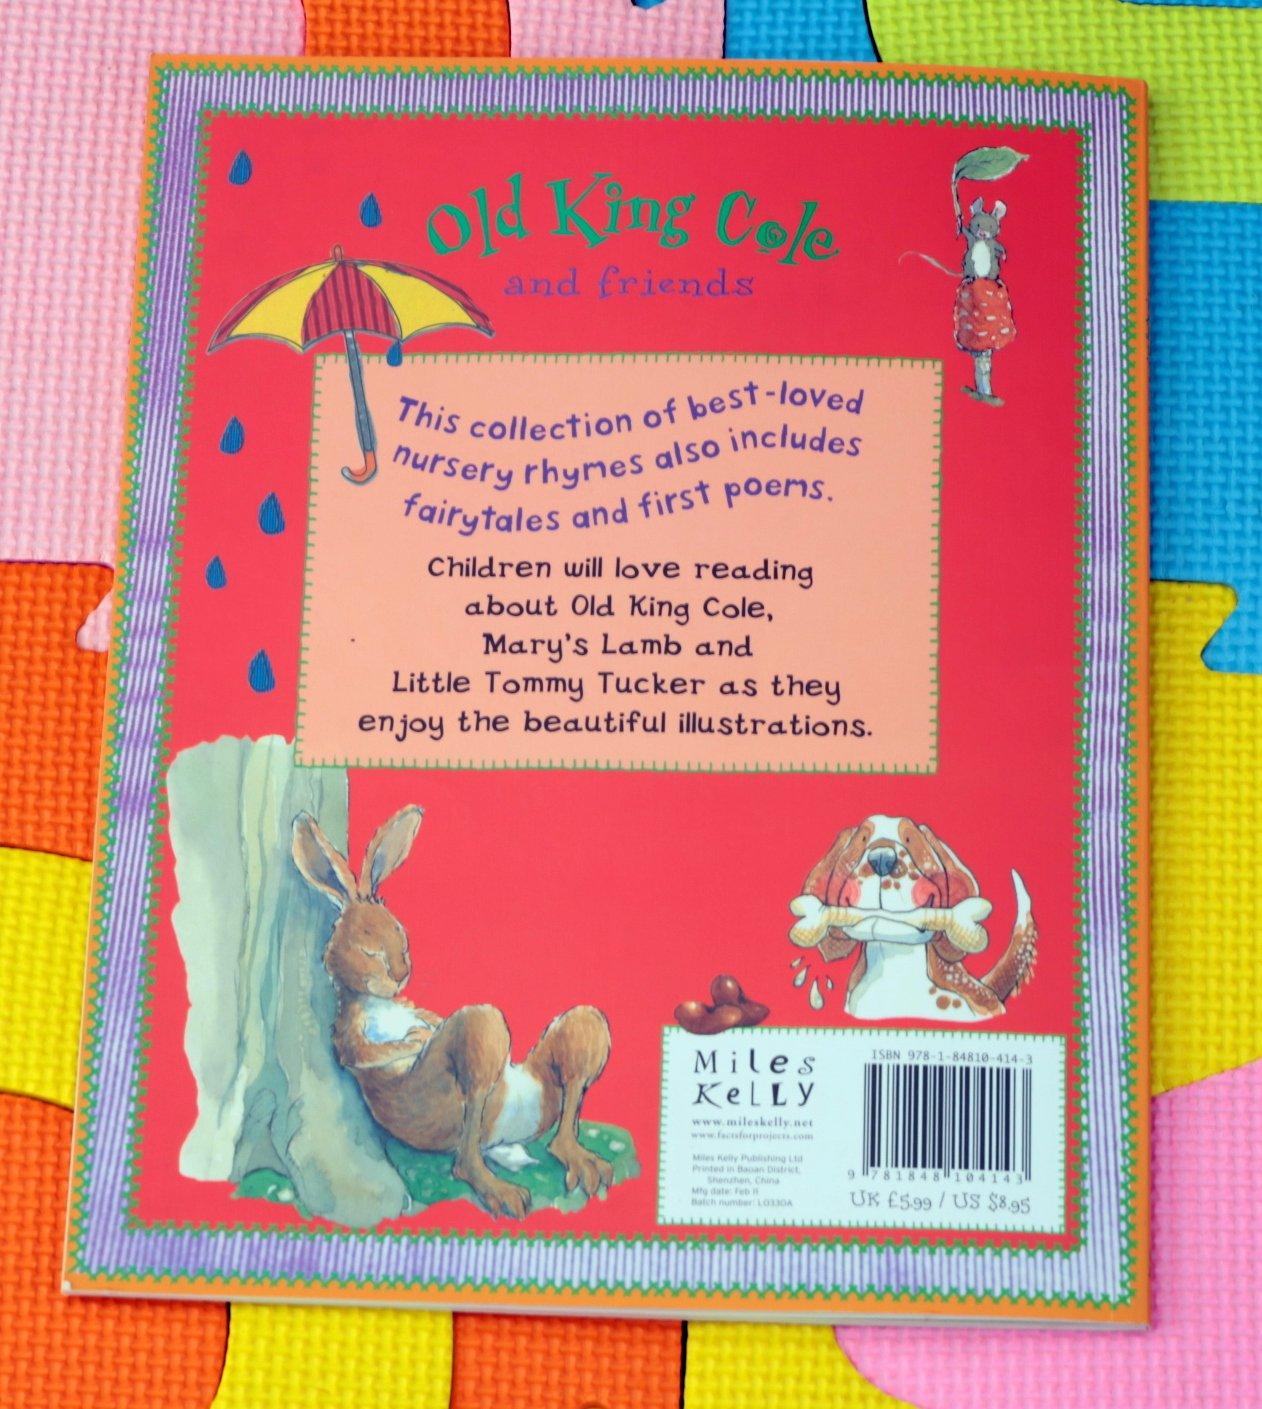 Old King Cole
and friends
This collection of best-loved
nursery rhymes also includes
fairytales and first poems.
Children will love reading
about Old King Cole,
Mary's Lamb and
Little Tommy Tucker as they
enjoy the beautiful illustrations.
Miles
Kelly
www.mileskelly.net
www.factsforprojects.com
Miles Kelly Publishing Ltd
Printed in Baoan District,
Shenzhen, China
Mfg date: Feb 11
Batch number: LO330A
ISBN 978-1-84810-414-3
9 781848 104143
UK £5.99 / US $8.95